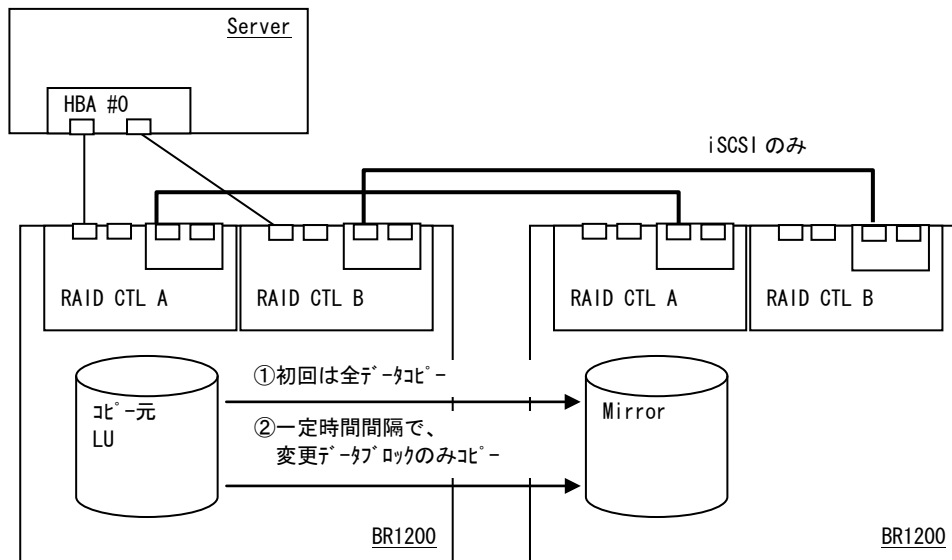 Server
HBA #0
iSCSI のみ
RAID CTL A
RAID CTL B
RAID CTL A
RAID CTL B
①初回は全ﾃﾞｰﾀｺﾋﾟｰ
ｺﾋﾟｰ元
LU
②一定時間間隔で、
変更ﾃﾞｰﾀﾌﾞﾛｯｸのみｺﾋﾟｰ
Mirror
BR1200
BR1200